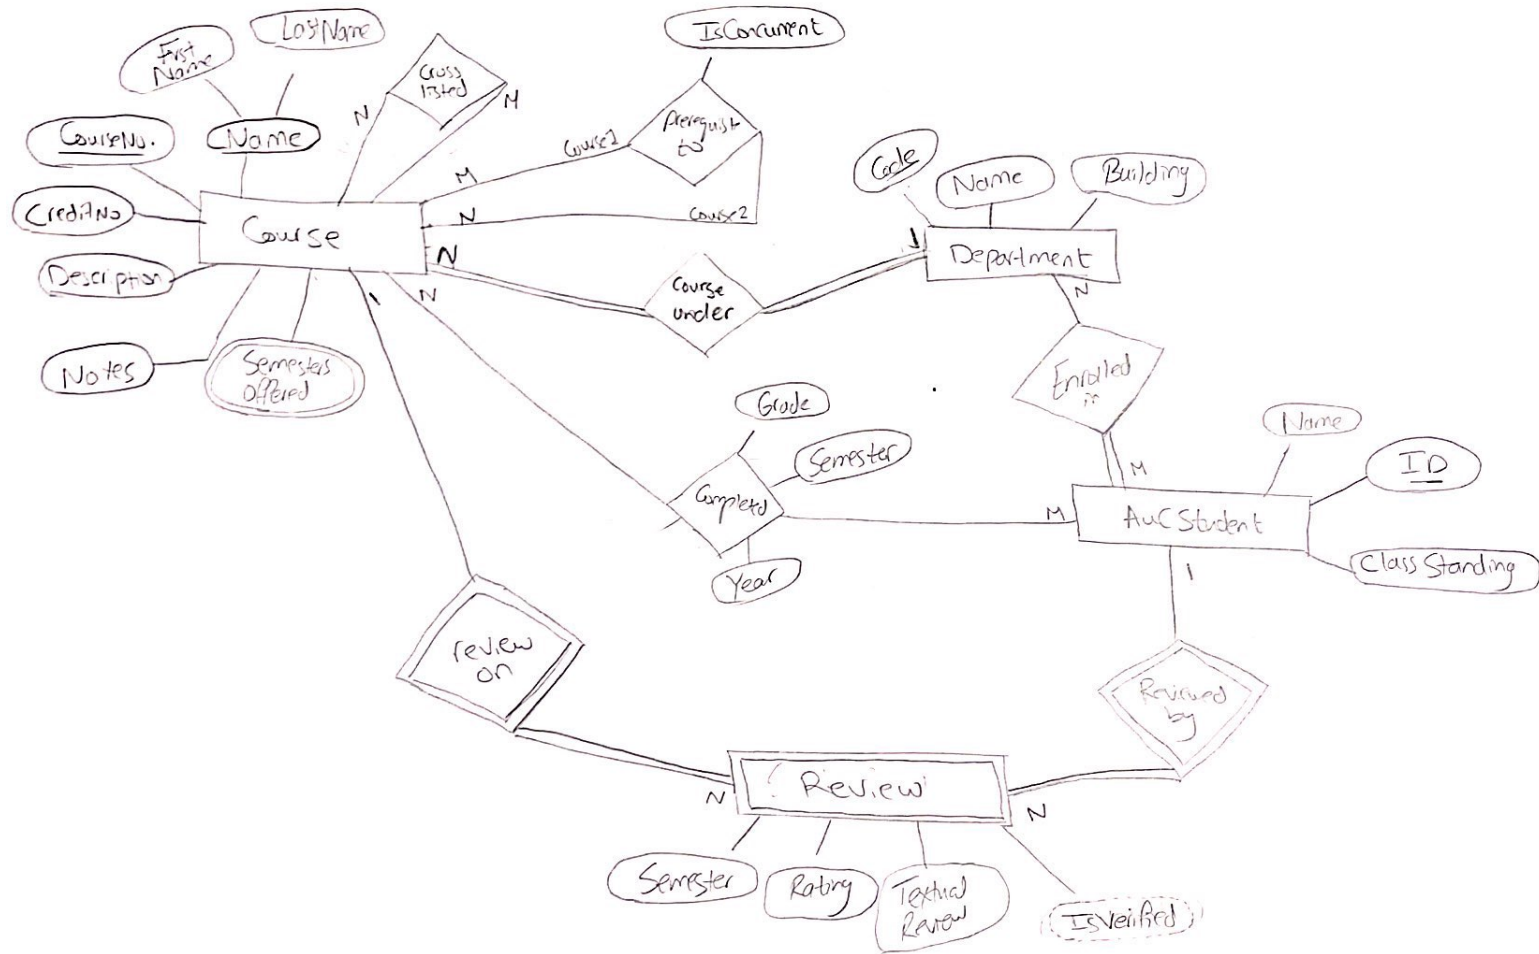 LastName
First
Name
IsConcurrent
Cross
listed
N
M
CourseNo.
Name
Prerequist
to
Course1
M
CreditNo
Course
N
Course2
Code
Name
Building
N
1
Department
Description
Course
under
N
1
N
Notes
Semesters
Offered
Enrolled
in
Grade
Name
Semester
M
ID
Completd
M
AUC Student
Year
1
Class Standing
review
on
Reviewed
by
N
Review
N
Semester
Rating
Textual
Review
IsVerified